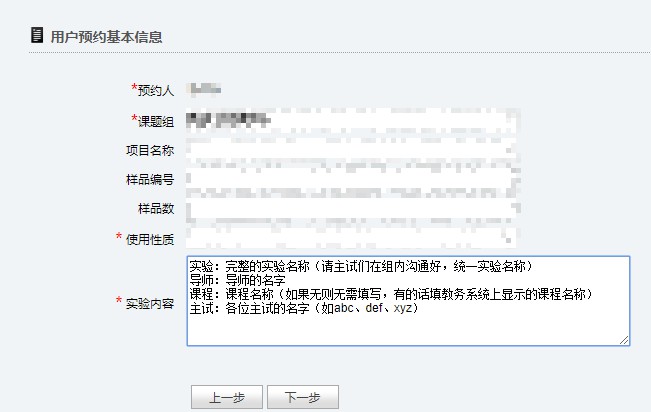 用户预约基本信息
*预约人
*课题组
项目名称
样品编号
样品数
* 使用性质
* 实验内容
实验：完整的实验名称（请主试们在组内沟通好，统一实验名称）
导师：导师的名字
课程：课程名称（如果无则无需填写，有的话填教务系统上显示的课程名称）
主试：各位主试的名字（如abc、def、xyz）
上一步 下一步